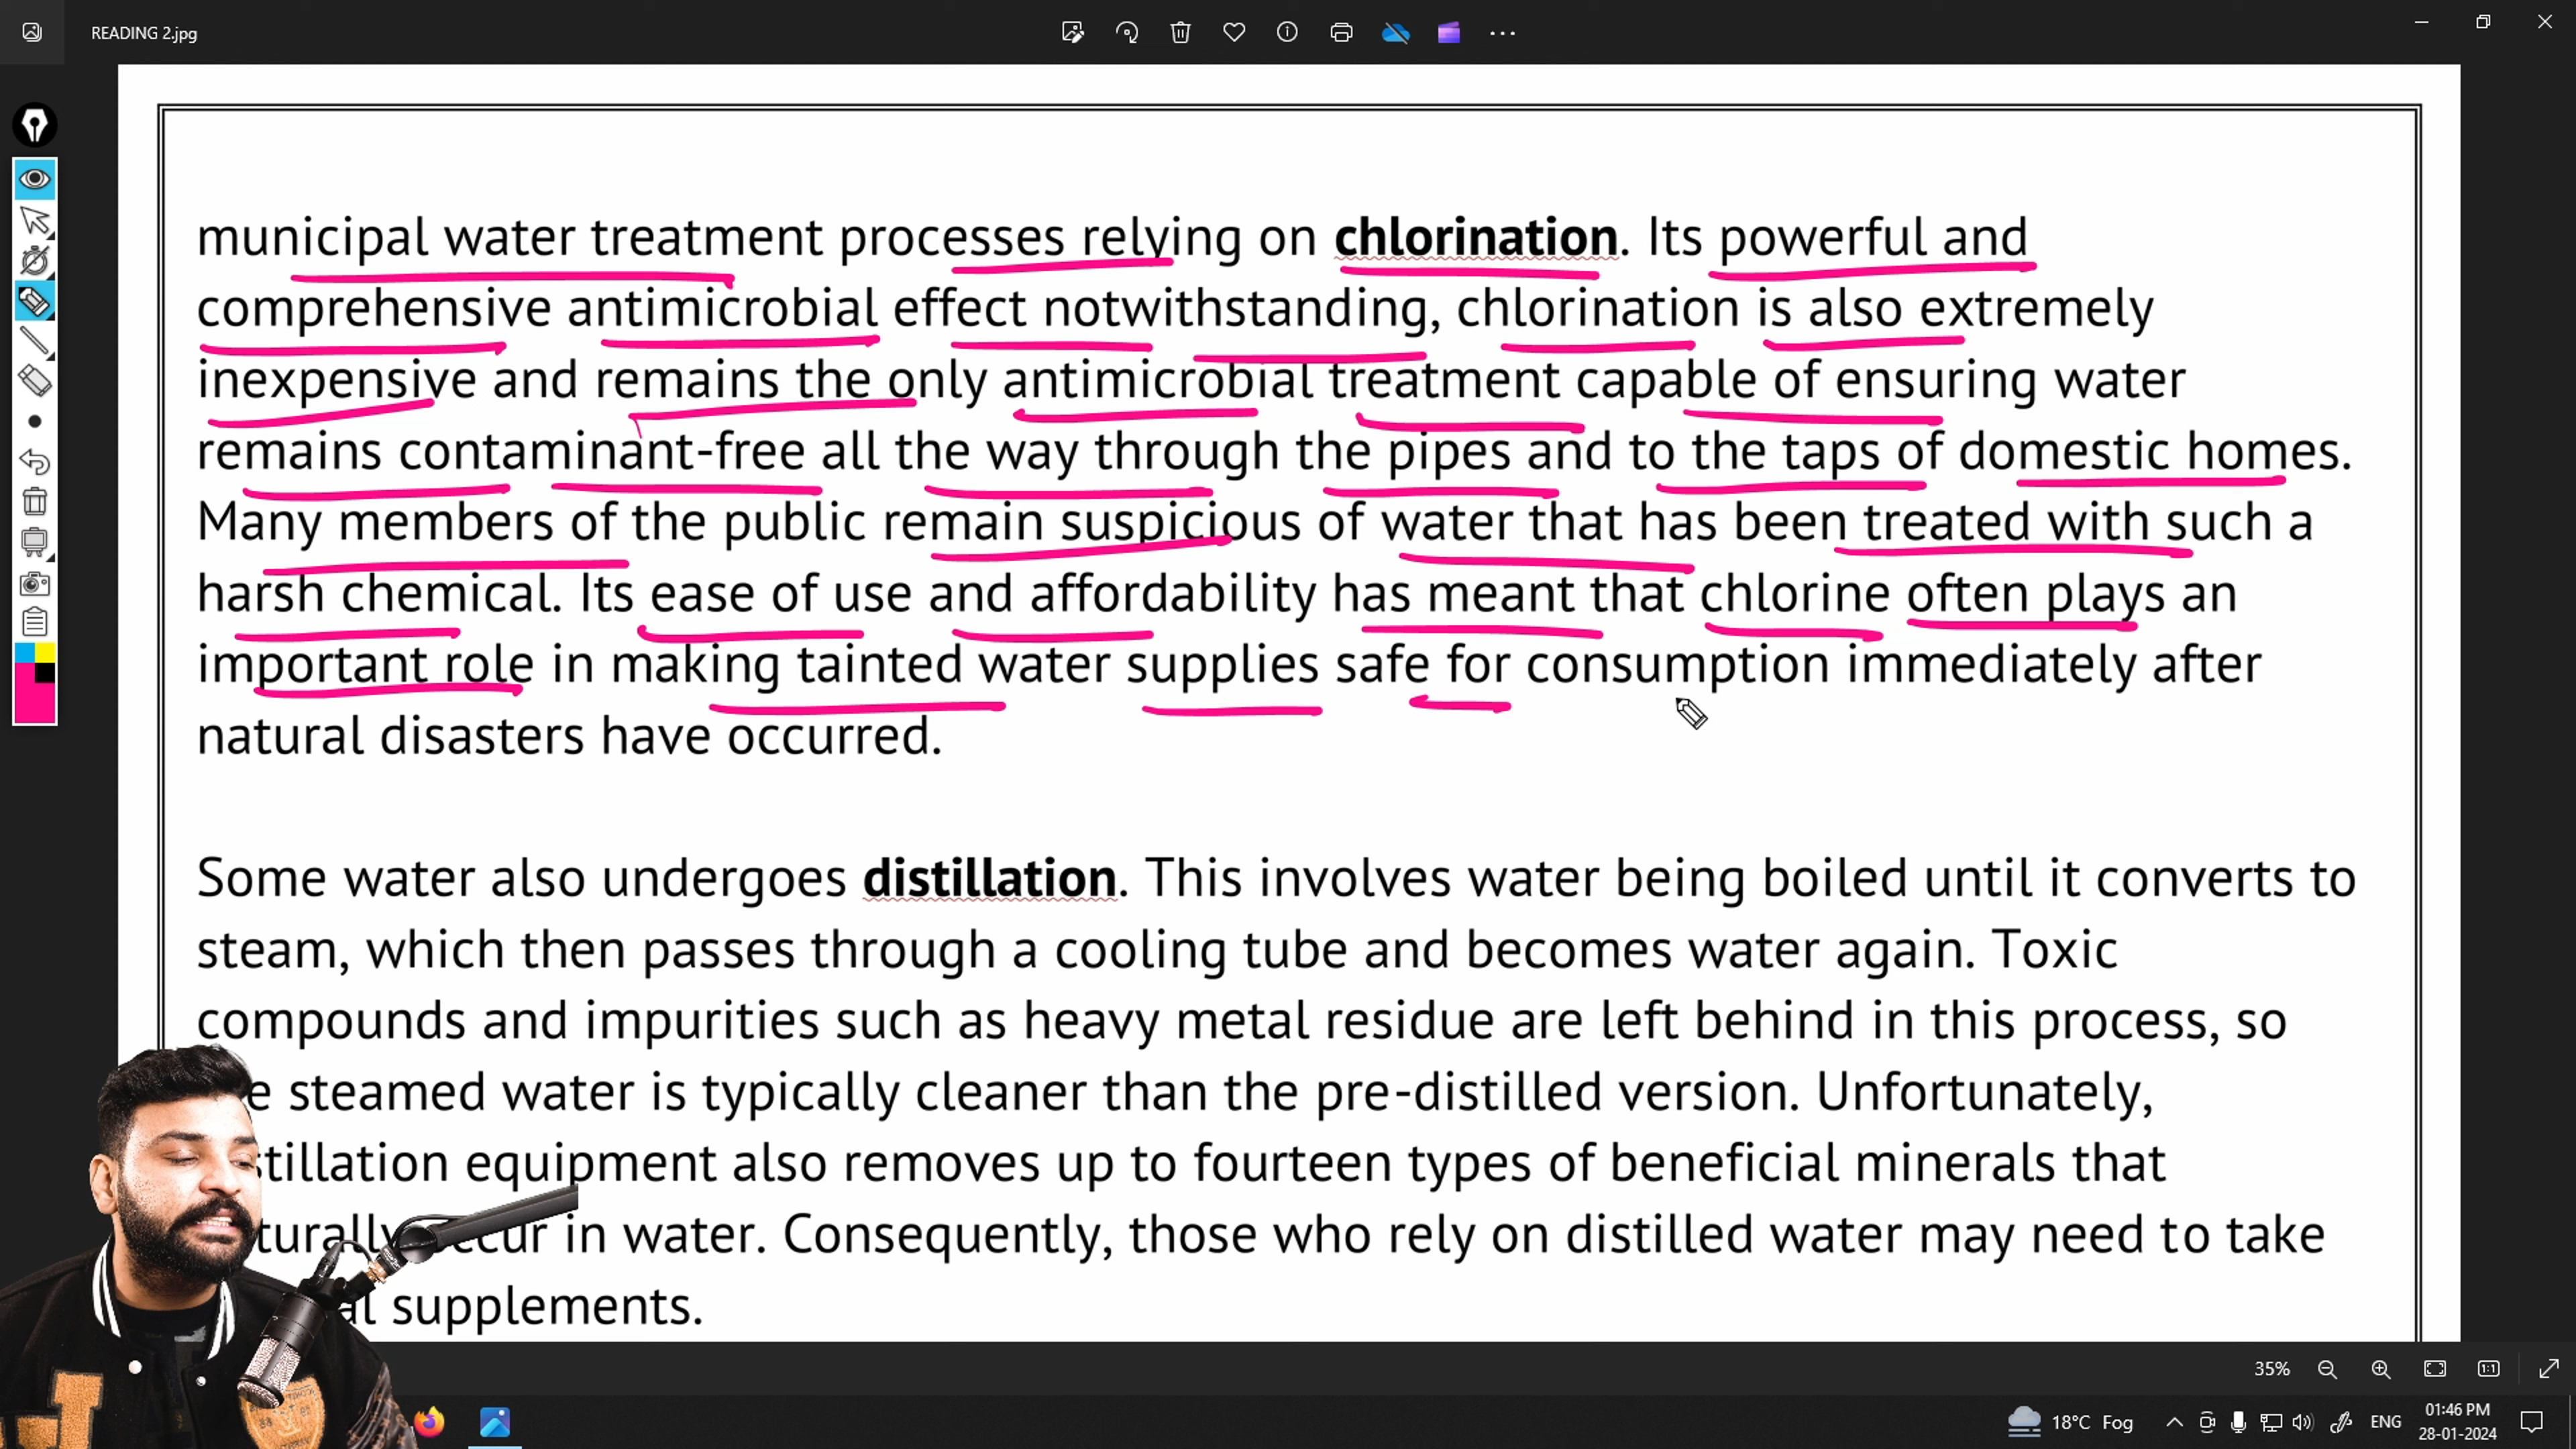 READING 2.jpg
municipal water treatment processes relying on chlorination. Its powerful and
comprehensive antimicrobial effect notwithstanding, chlorination is also extremely
inexpensive and remains the only antimicrobial treatment capable of ensuring water
remains contaminant-free all the way through the pipes and to the taps of domestic homes.
Many members of the public remain suspicious of water that has been treated with such a
harsh chemical. Its ease of use and affordability has meant that chlorine often plays an
important role in making tainted water supplies safe for consumption immediately after
natural disasters have occurred.
Some water also undergoes distillation. This involves water being boiled until it converts to
steam, which then passes through a cooling tube and becomes water again. Toxic
compounds and impurities such as heavy metal residue are left behind in this process, so
steamed water is typically cleaner than the pre-distilled version. Unfortunately,
equipment also removes up to fourteen types of beneficial minerals that
occur in water. Consequently, those who rely on distilled water may need to take
supplements.
35%
1:1
18°C Fog
ENG
01:46 PM
28-01-2024